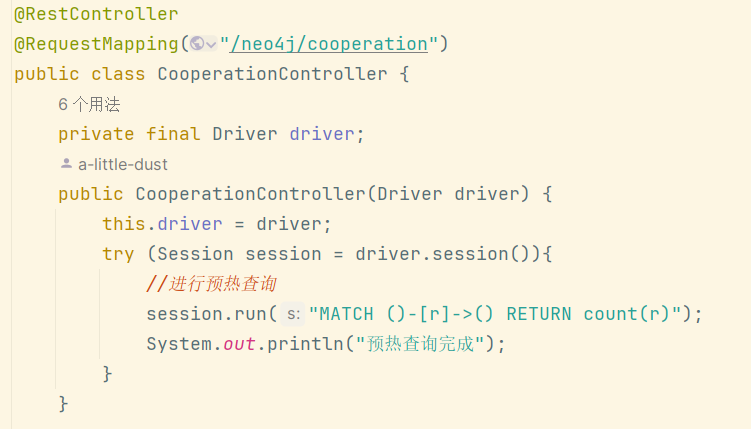 @RestController
@RequestMapping("/neo4j/cooperation")
public class CooperationController {
6 个用法
private final Driver driver;
a-little-dust
public CooperationController(Driver driver) {
this.driver = driver;
try (Session session = driver.session()){
//进行预热查询
session.run( s: "MATCH ()-[r]->() RETURN count(r)");
System.out.println("预热查询完成");
}
}